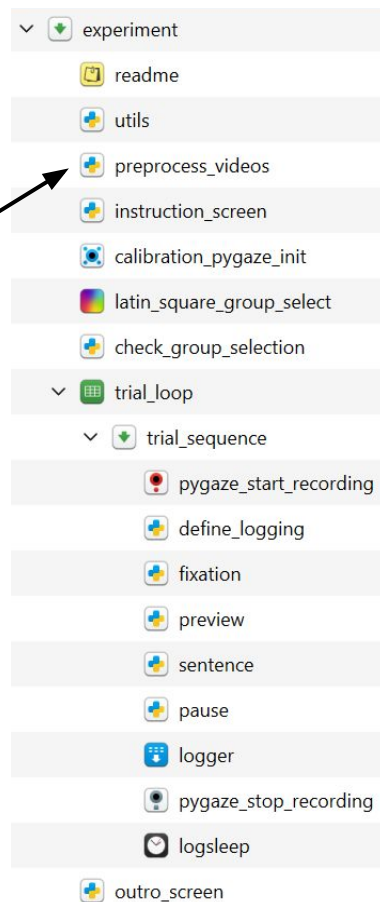 experiment
readme
utils
preprocess_videos
instruction_screen
calibration_pygaze_init
latin_square_group_select
check_group_selection
trial_loop
trial_sequence
pygaze_start_recording
define_logging
fixation
preview
sentence
pause
logger
pygaze_stop_recording
logsleep
outro_screen